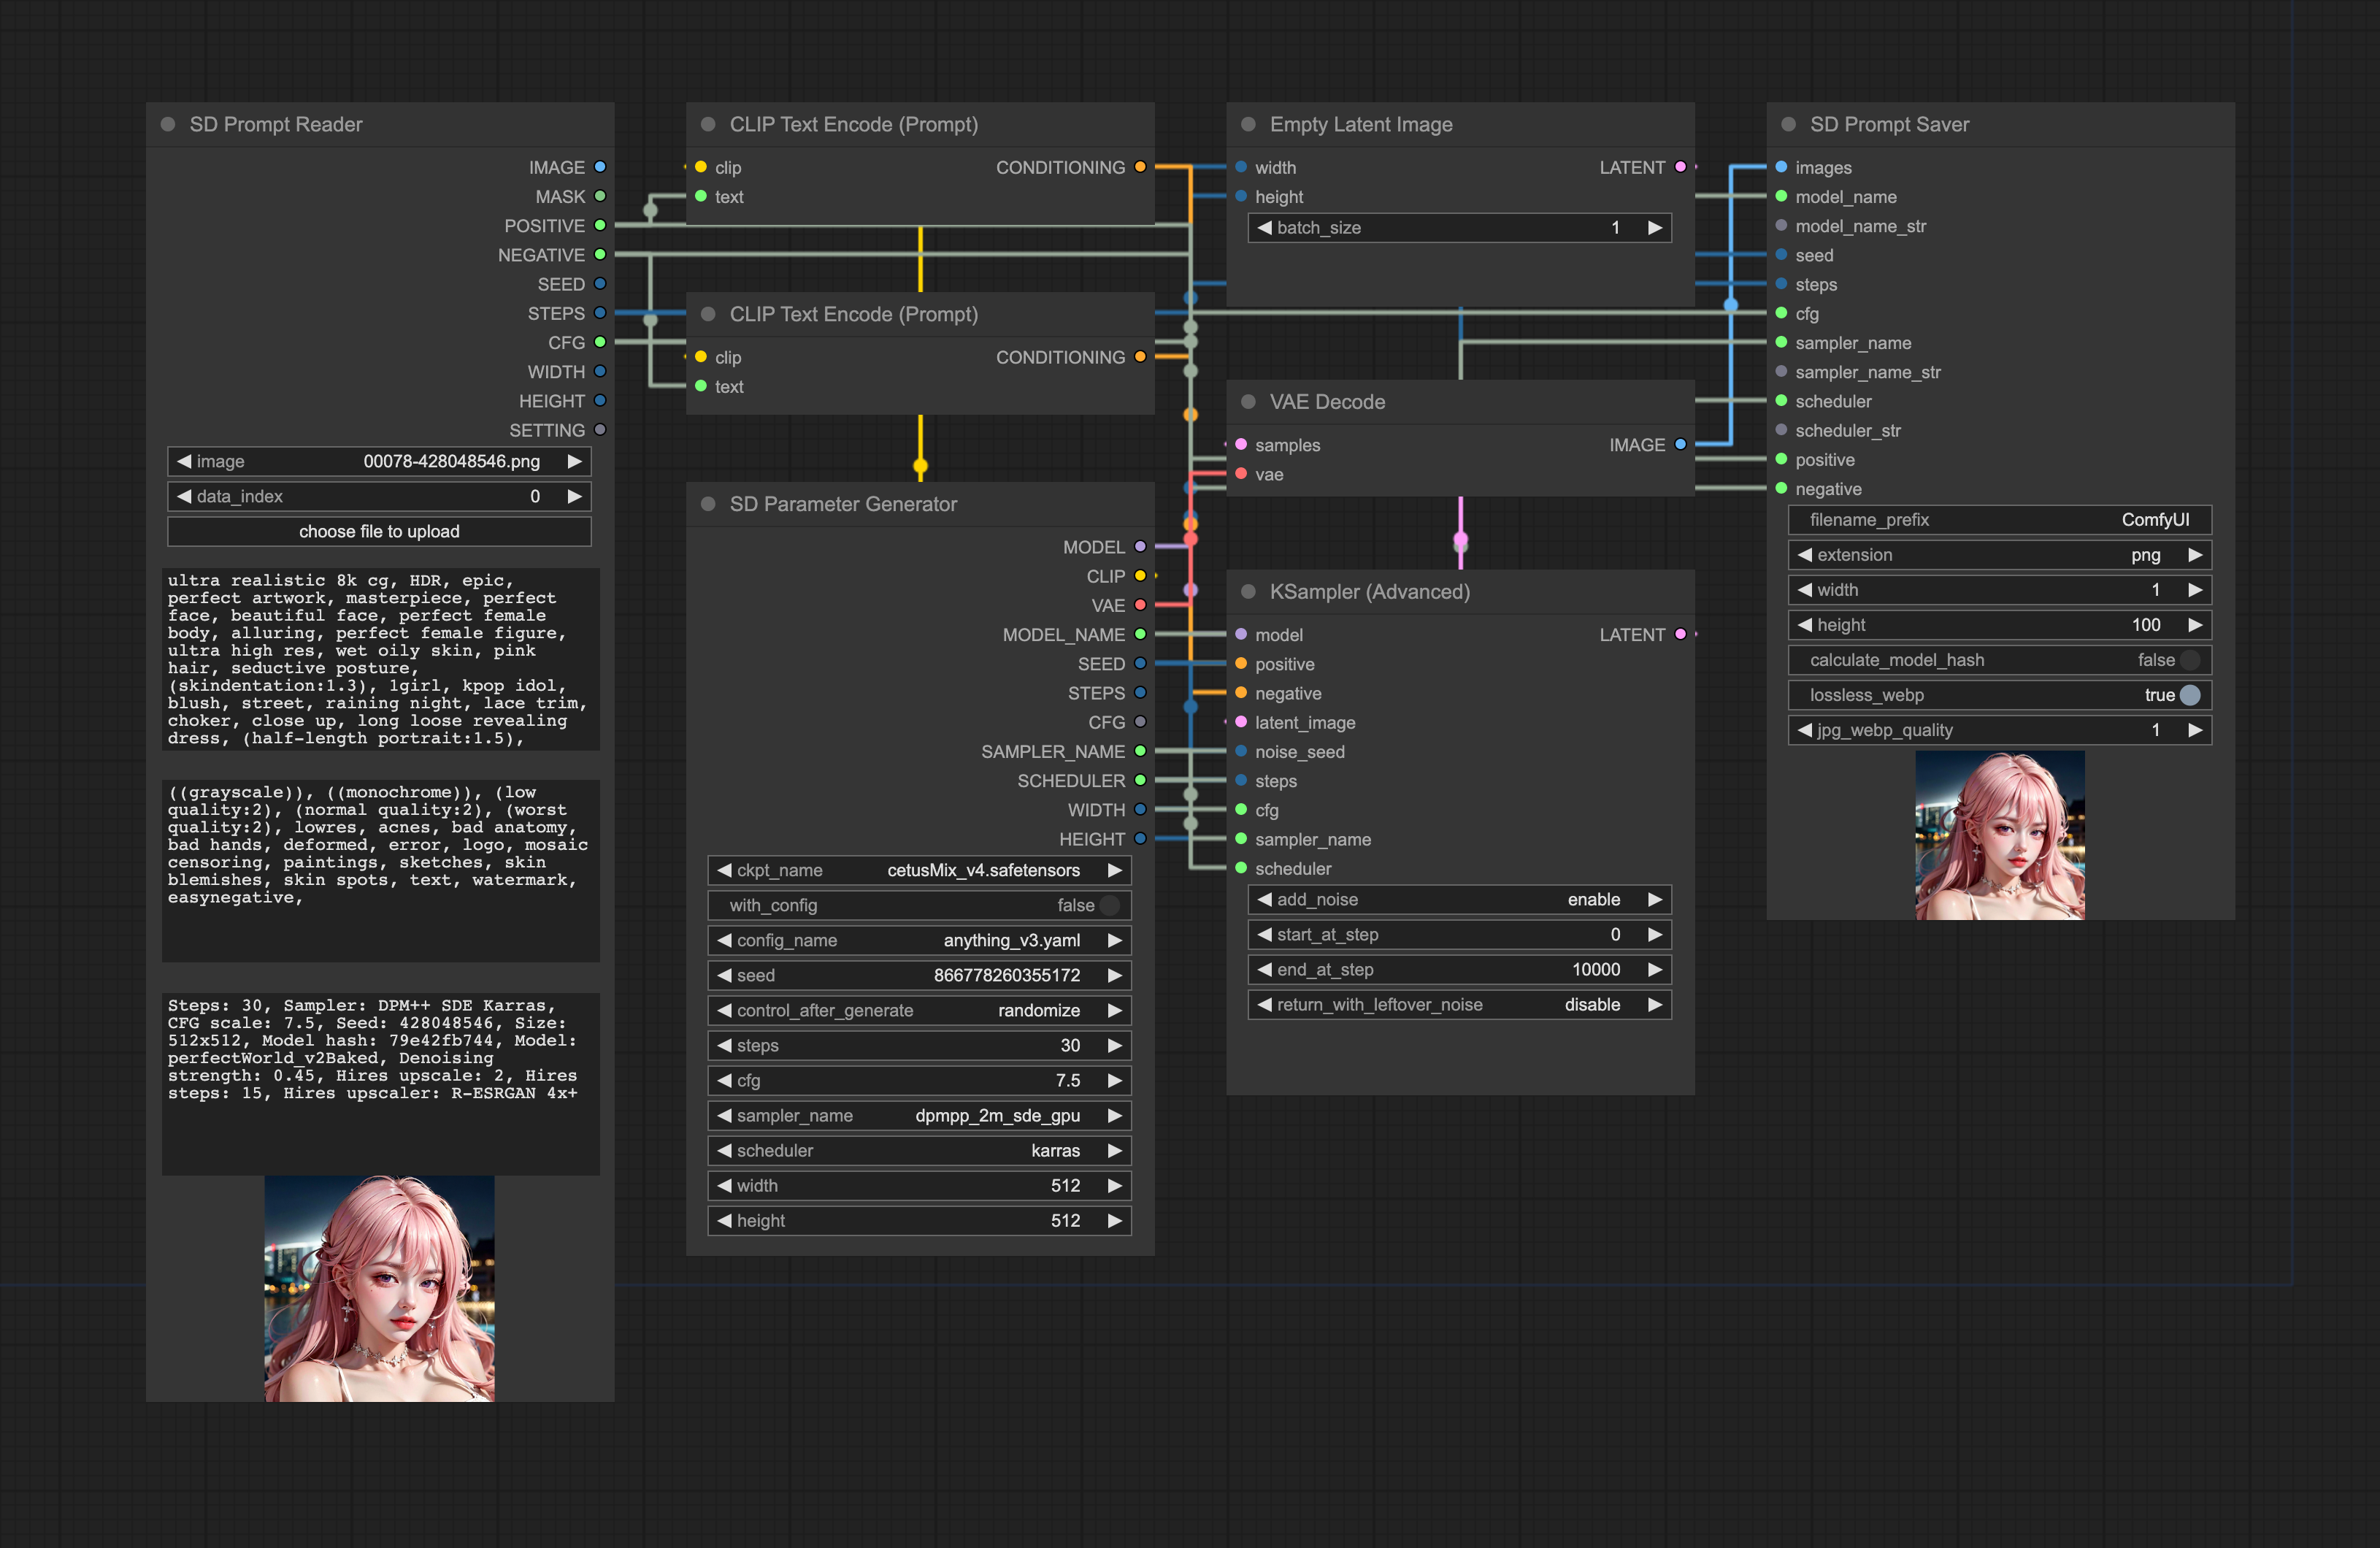 SD Prompt Reader
IMAGE
MASK
POSITIVE
NEGATIVE
SEED
STEPS
CFG
WIDTH
HEIGHT
SETTING
image 00078-428048546.png
data_index 0
choose file to upload
ultra realistic 8k cg, HDR, epic,
perfect artwork, masterpiece, perfect
face, beautiful face, perfect female
body, alluring, perfect female figure,
ultra high res, wet oily skin, pink
hair, seductive posture,
(skindentation:1.3), 1girl, kpop idol,
blush, street, raining night, lace trim,
choker, close up, long loose revealing
dress, (half-length portrait:1.5),
((grayscale)), ((monochrome)), (low
quality:2), (normal quality:2), (worst
quality:2), lowres, acnes, bad anatomy,
bad hands, deformed, error, logo, mosaic
censoring, paintings, sketches, skin
blemishes, skin spots, text, watermark,
easynegative,
Steps: 30, Sampler: DPM++ SDE Karras,
CFG scale: 7.5, Seed: 428048546, Size:
512x512, Model hash: 79e42fb744, Model:
perfectWorld_v2Baked, Denoising
strength: 0.45, Hires upscale: 2, Hires
steps: 15, Hires upscaler: R-ESRGAN 4x+
CLIP Text Encode (Prompt)
clip CONDITIONING
text
CLIP Text Encode (Prompt)
clip CONDITIONING
text
SD Parameter Generator
MODEL
CLIP
VAE
MODEL_NAME
SEED
STEPS
CFG
SAMPLER_NAME
SCHEDULER
WIDTH
HEIGHT
ckpt_name cetusMix_v4.safetensors
with_config false
config_name anything_v3.yaml
seed 866778260355172
control_after_generate randomize
steps 30
cfg 7.5
sampler_name dpmpp_2m_sde_gpu
scheduler karras
width 512
height 512
Empty Latent Image
width LATENT
height
batch_size 1
VAE Decode
samples IMAGE
vae
KSampler (Advanced)
model LATENT
positive
negative
latent_image
noise_seed
steps
cfg
sampler_name
scheduler
add_noise enable
start_at_step 0
end_at_step 10000
return_with_leftover_noise disable
SD Prompt Saver
images
model_name
model_name_str
seed
steps
cfg
sampler_name
sampler_name_str
scheduler
scheduler_str
positive
negative
filename_prefix ComfyUI
extension png
width 1
height 100
calculate_model_hash false
lossless_webp true
jpg_webp_quality 1